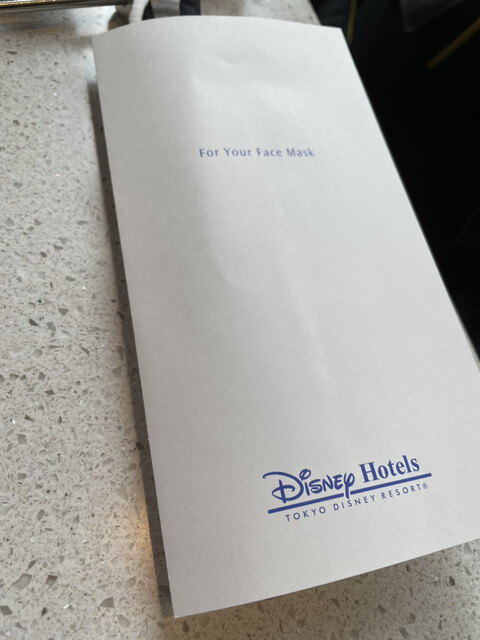 For Your Face Mask
Disney Hotels
TOKYO DISNEY RESORT®